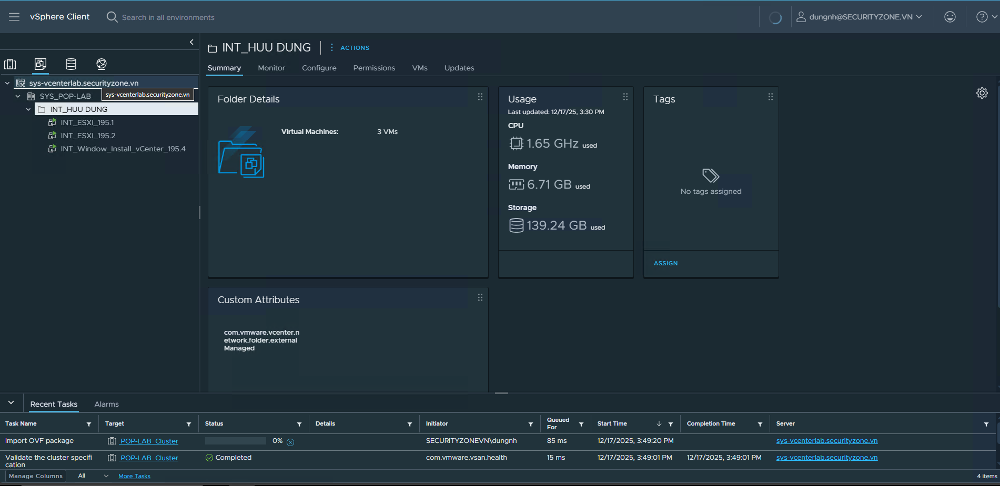 vSphere Client
Search in all environments
dungnh@SECURITYZONE.VN
sys-vcenterlab.securityzone.vn
SYS_POP-LAB
sys-vcenterlab.securityzone.vn
INT_HUU DUNG
INT_ESXI_195.1
INT_ESXI_195.2
INT_Window_Install_vCenter_195.4
INT_HUU DUNG
ACTIONS
Summary Monitor Configure Permissions VMs Updates
Folder Details
Virtual Machines: 3 VMs
Usage
Last updated: 12/17/25, 3:30 PM
CPU
1.65 GHz used
Memory
6.71 GB used
Storage
139.24 GB used
Tags
No tags assigned
ASSIGN
Custom Attributes
com.vmware.vcenter.n
etwork.folder.external
Managed
Recent Tasks Alarms
Task Name Target Status Details Initiator Queued For Start Time Completion Time Server
Import OVF package POP-LAB_Cluster 0% SECURITYZONEVN\dungnh 85 ms 12/17/2025, 3:49:20 PM sys-vcenterlab.securityzone.vn
Validate the cluster specifi
cation POP-LAB_Cluster Completed com.vmware.vsan.health 15 ms 12/17/2025, 3:49:01 PM 12/17/2025, 3:49:01 PM sys-vcenterlab.securityzone.vn
Manage Columns All More Tasks 4 items